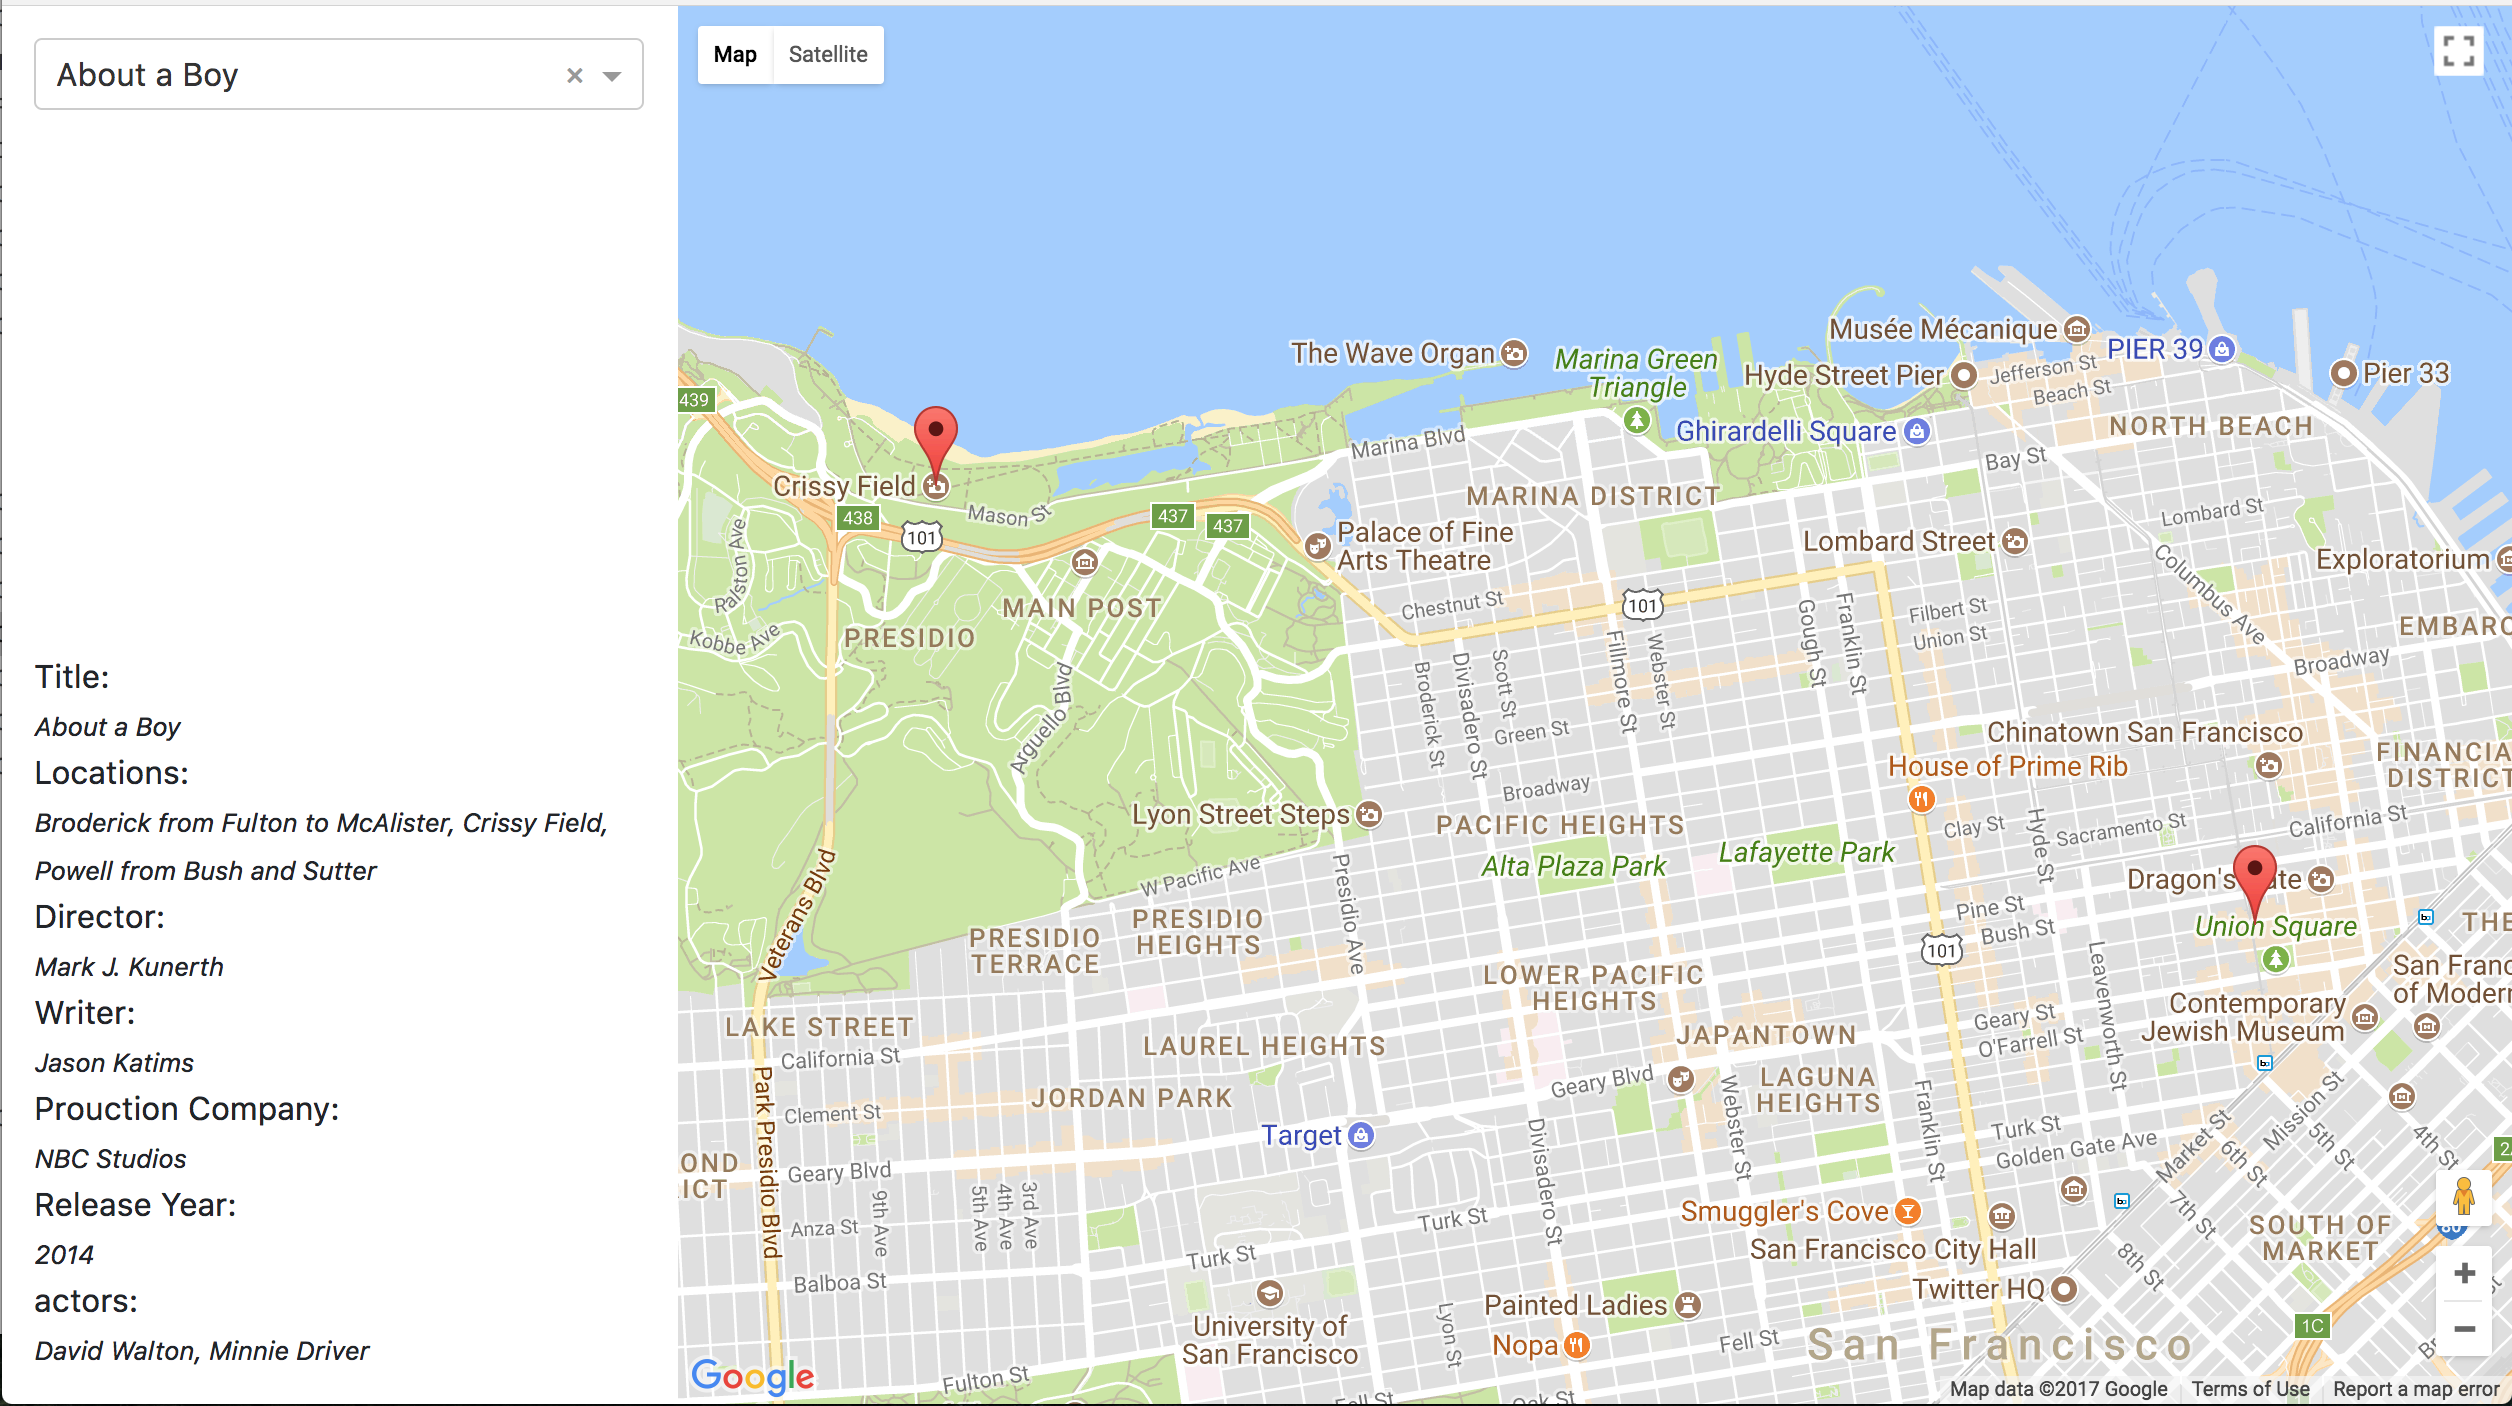 About a Boy
Title:
About a Boy
Locations:
Broderick from Fulton to McAlister, Crissy Field,
Powell from Bush and Sutter
Director:
Mark J. Kunerth
Writer:
Jason Katims
Prouction Company:
NBC Studios
Release Year:
2014
actors:
David Walton, Minnie Driver
Map Satellite
Musée Mécanique
PIER 39
Pier 33
The Wave Organ
Marina Green
Triangle
Hyde Street Pier
Jefferson St
Beach St
439
Ghirardelli Square
NORTH BEACH
Marina Blvd
Bay St
Crissy Field
Mason St
MARINA DISTRICT
438
101
437
437
Palace of Fine
Arts Theatre
Lombard Street
Lombard St
Columbus Ave
Exploratorium
Ralston Ave
Kobbe Ave
MAIN POST
PRESIDIO
Chestnut St
101
Gough St
Franklin St
Filbert St
Union St
EMBARC
Broadway
Arguello Blvd
Broderick St
Divisadero St
Scott St
Green St
Fillmore St
Webster St
Chinatown San Francisco
House of Prime Rib
FINANCIA
DISTRICT
Lyon Street Steps
Broadway
PACIFIC HEIGHTS
Alta Plaza Park
Lafayette Park
Clay St
Hyde St
Sacramento St
California St
W Pacific Ave
Presidio Ave
Veterans Blvd
Dragon's
te
Union Square
Pine St
Bush St
101
THE
PRESIDIO
HEIGHTS
PRESIDIO
TERRACE
LOWER PACIFIC
HEIGHTS
Leavenworth St
San Franc
of Moder
Contemporary
Jewish Museum
LAKE STREET
California St
LAUREL HEIGHTS
JAPANTOWN
Geary St
O'Farrell St
JORDAN PARK
Geary Blvd
LAGUNA
HEIGHTS
Clement St
Park Presidio Blvd
Target
Divisadero St
Webster St
Franklin St
Turk St
Golden Gate Ave
Market St
Mission St
6th St
5th St
4th St
OND
ICT
Geary Blvd
9th Ave
5th Ave
4th Ave
3rd Ave
Anza St
Turk St
Turk St
Smuggler's Cove
San Francisco City Hall
7th St
8th St
SOUTH OF
MARKET
80
Balboa St
Twitter HQ
Painted Ladies
University of
San Francisco
Lyon St
Nopa
Fell St
San Francisco
1C
Google
Fulton St
Fell St
Oak St
Map data ©2017 Google Terms of Use Report a map error